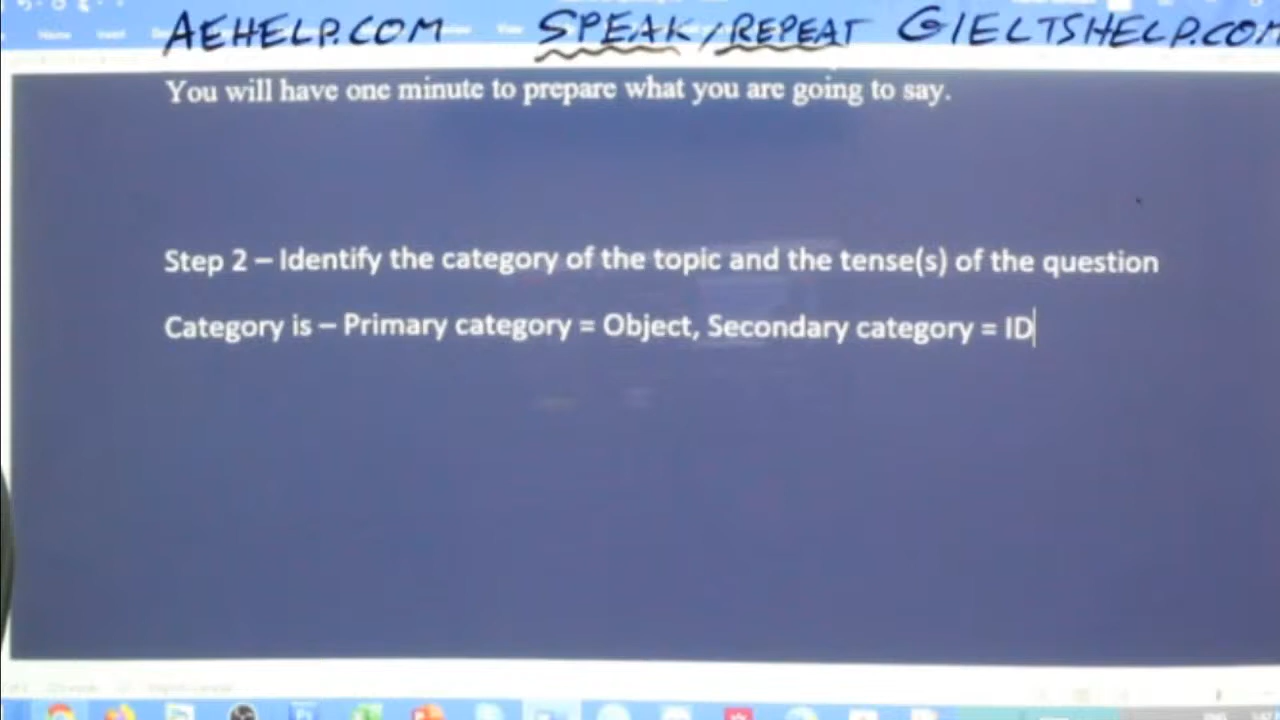 AEHELP.COM SPEAK/REPEAT GIELTSHELP.COM
Home Insert
You will have one minute to prepare what you are going to say.
Step 2 – Identify the category of the topic and the tense(s) of the question
Category is – Primary category = Object, Secondary category = ID